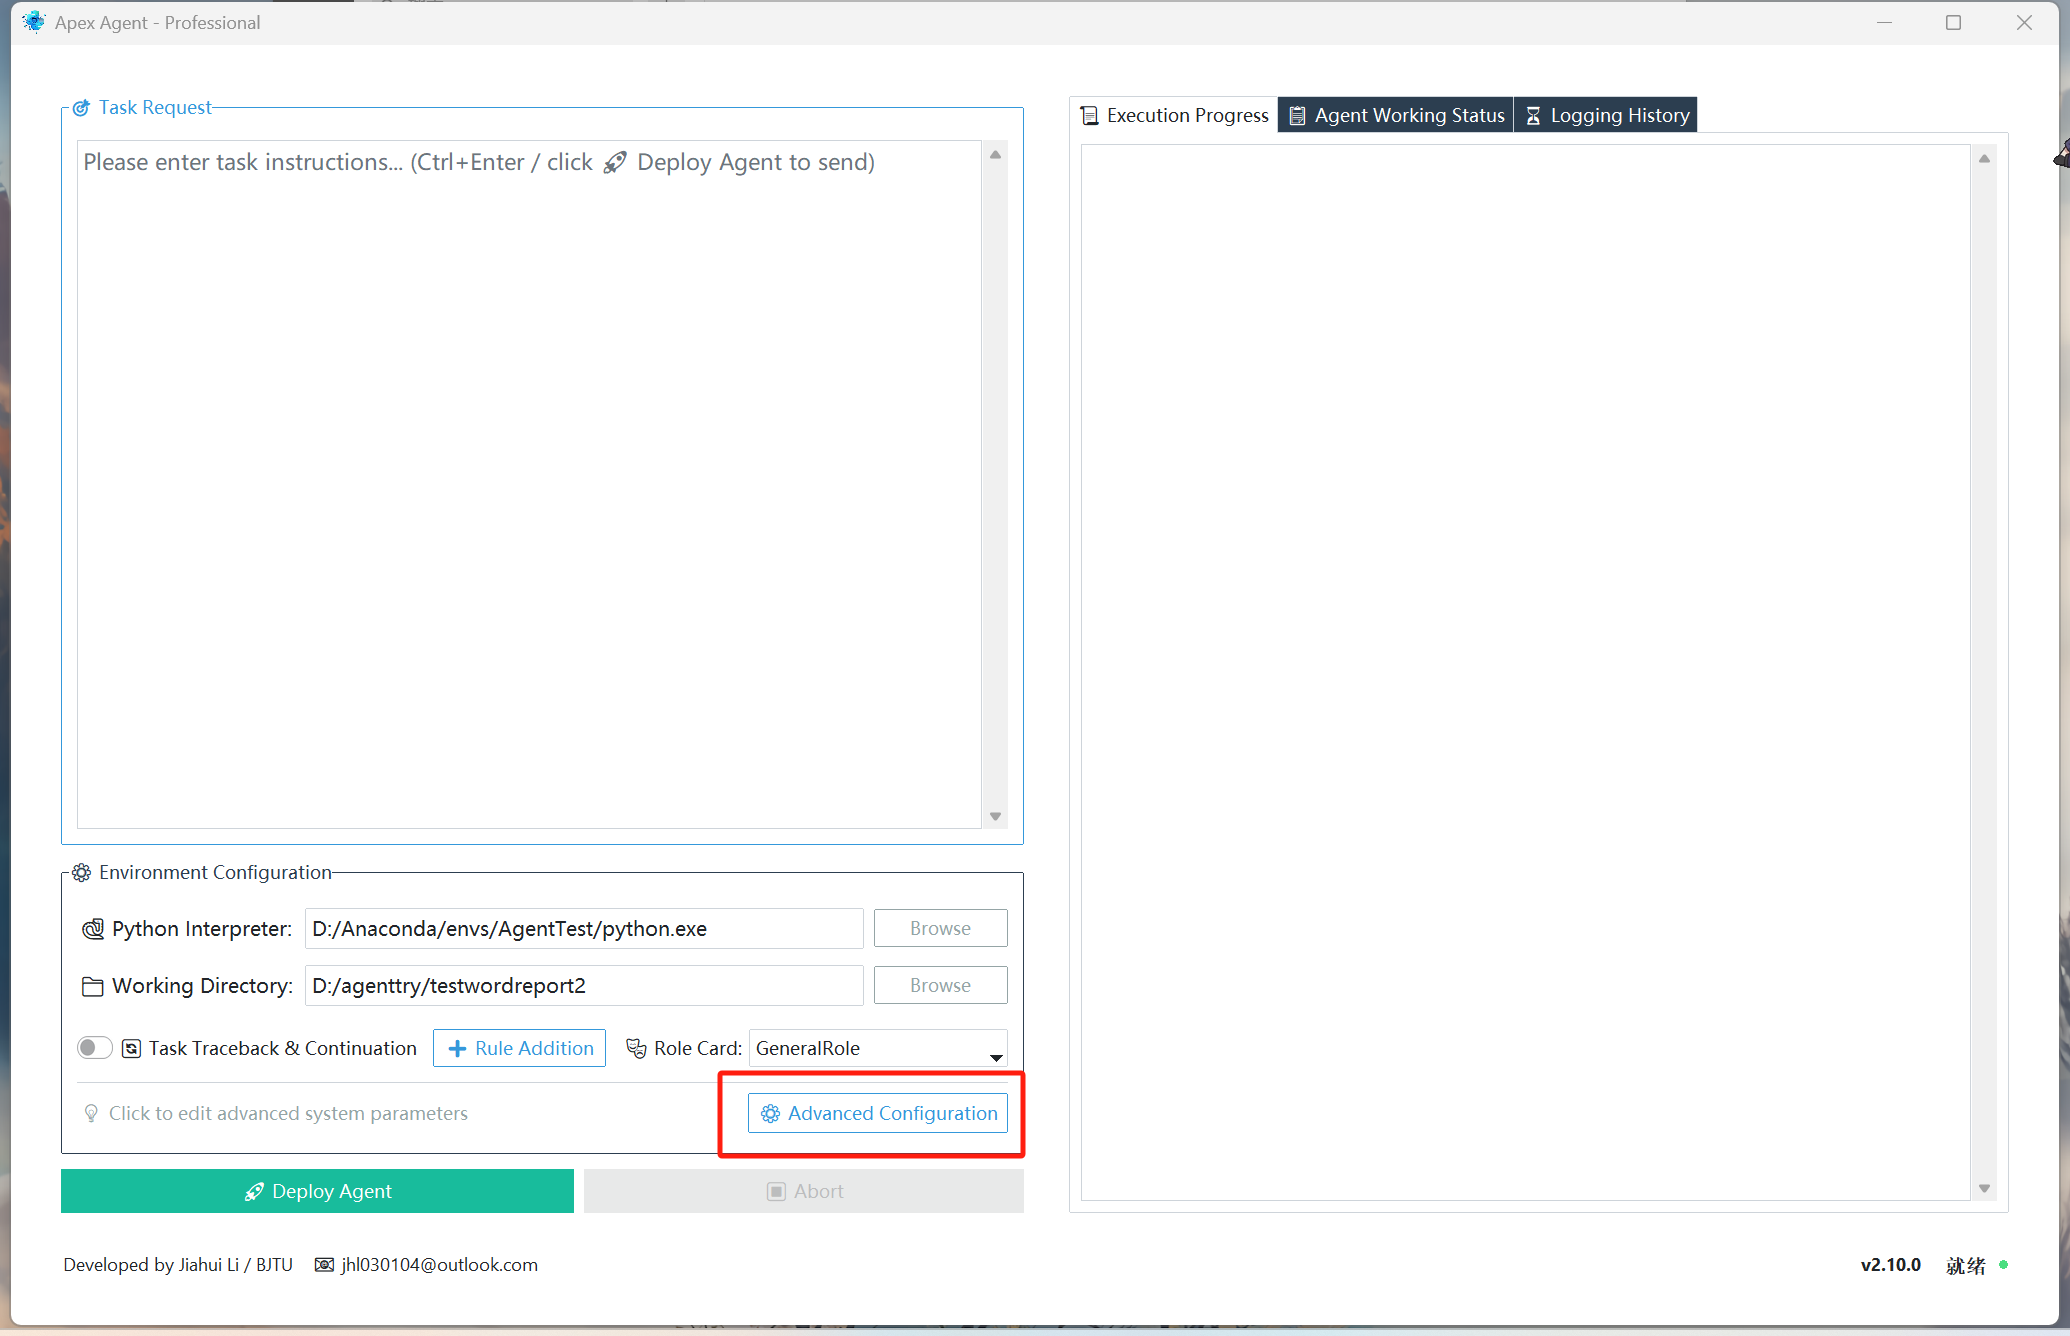 Apex Agent - Professional
Task Request
Please enter task instructions... (Ctrl+Enter / click 🚀 Deploy Agent to send)
Environment Configuration
Python Interpreter:
D:/Anaconda/envs/AgentTest/python.exe
Browse
Working Directory:
D:/agenttry/testwordreport2
Browse
Task Traceback & Continuation
Rule Addition
Role Card:
GeneralRole
Click to edit advanced system parameters
Advanced Configuration
Deploy Agent
Abort
Execution Progress
Agent Working Status
Logging History
Developed by Jiahui Li / BJTU
jhl030104@outlook.com
v2.10.0
就绪